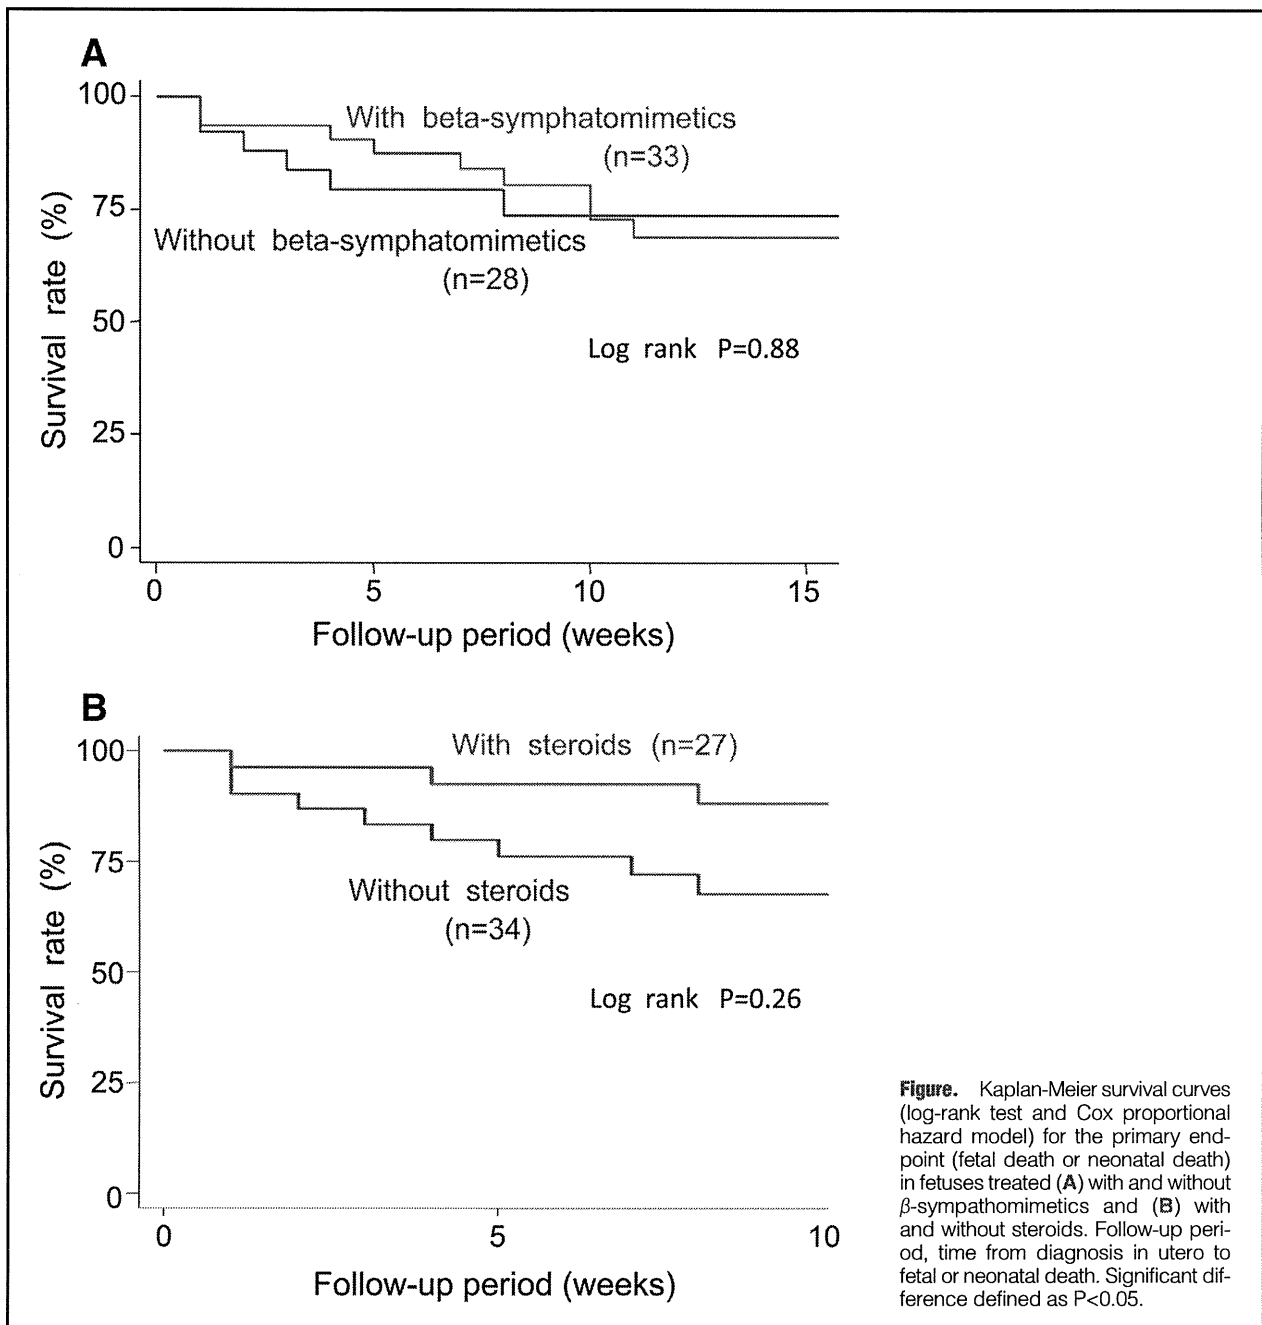 A
100
75
50
25
0
Survival rate (%)
With beta-symphatomimetics
(n=33)
Without beta-symphatomimetics
(n=28)
Log rank P=0.88
0 5 10 15
Follow-up period (weeks)
B
100
75
50
25
0
Survival rate (%)
With steroids (n=27)
Without steroids
(n=34)
Log rank P=0.26
0 5 10
Follow-up period (weeks)
Figure. Kaplan-Meier survival curves
(log-rank test and Cox proportional
hazard model) for the primary end-
point (fetal death or neonatal death)
in fetuses treated (A) with and without
β-sympathomimetics and (B) with
and without steroids. Follow-up peri-
od, time from diagnosis in utero to
fetal or neonatal death. Significant dif-
ference defined as P<0.05.